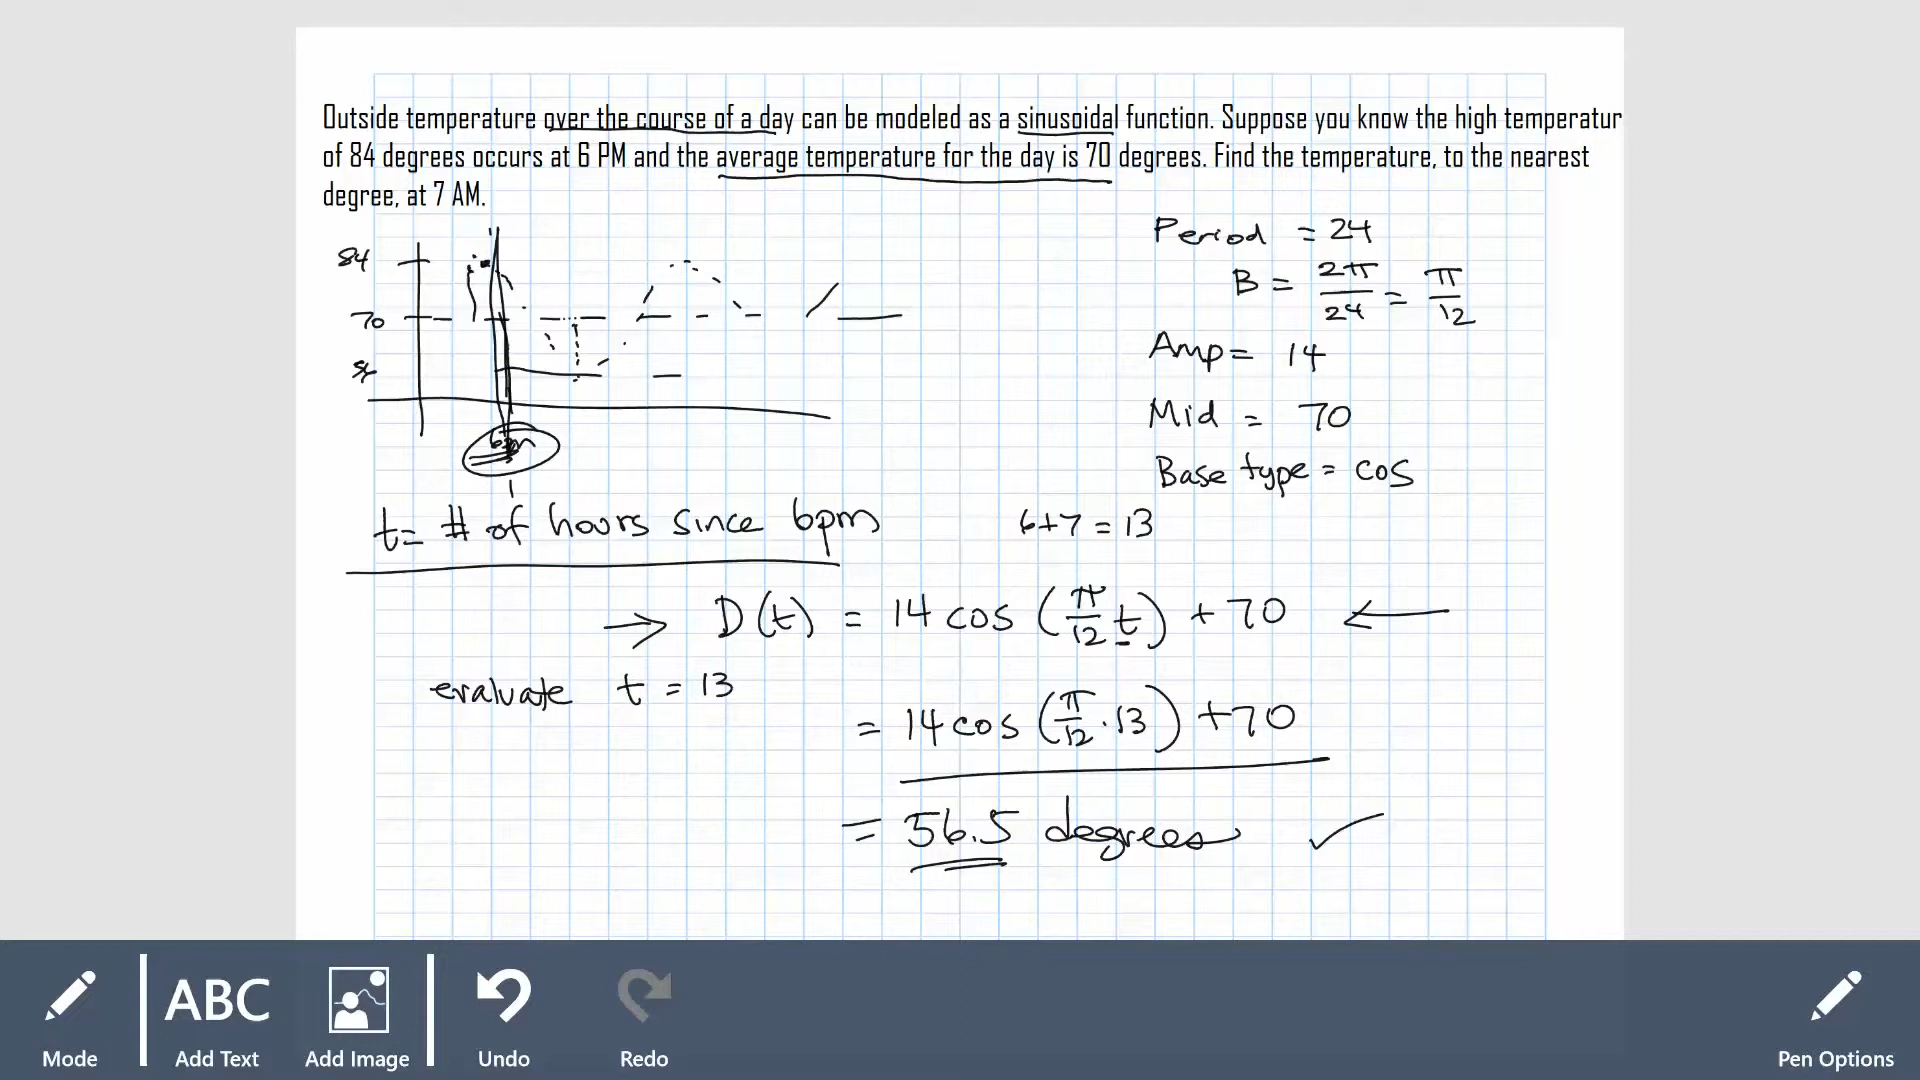 Outside temperature over the course of a day can be modeled as a sinusoidal function. Suppose you know the high temperatur
of 84 degrees occurs at 6 PM and the average temperature for the day is 70 degrees. Find the temperature, to the nearest
degree, at 7 AM.
84
70
6pm
Period = 24
B = 2π/24 = π/12
Amp = 14
Mid = 70
Base type = cos
t = # of hours since 6pm
6+7 = 13
→ D(t) = 14 cos (π/12 t) + 70 ←
evaluate t = 13
= 14 cos (π/12 · 13) + 70
= 56.5 degrees ✓
Mode
ABC
Add Text
Add Image
Undo
Redo
Pen Options